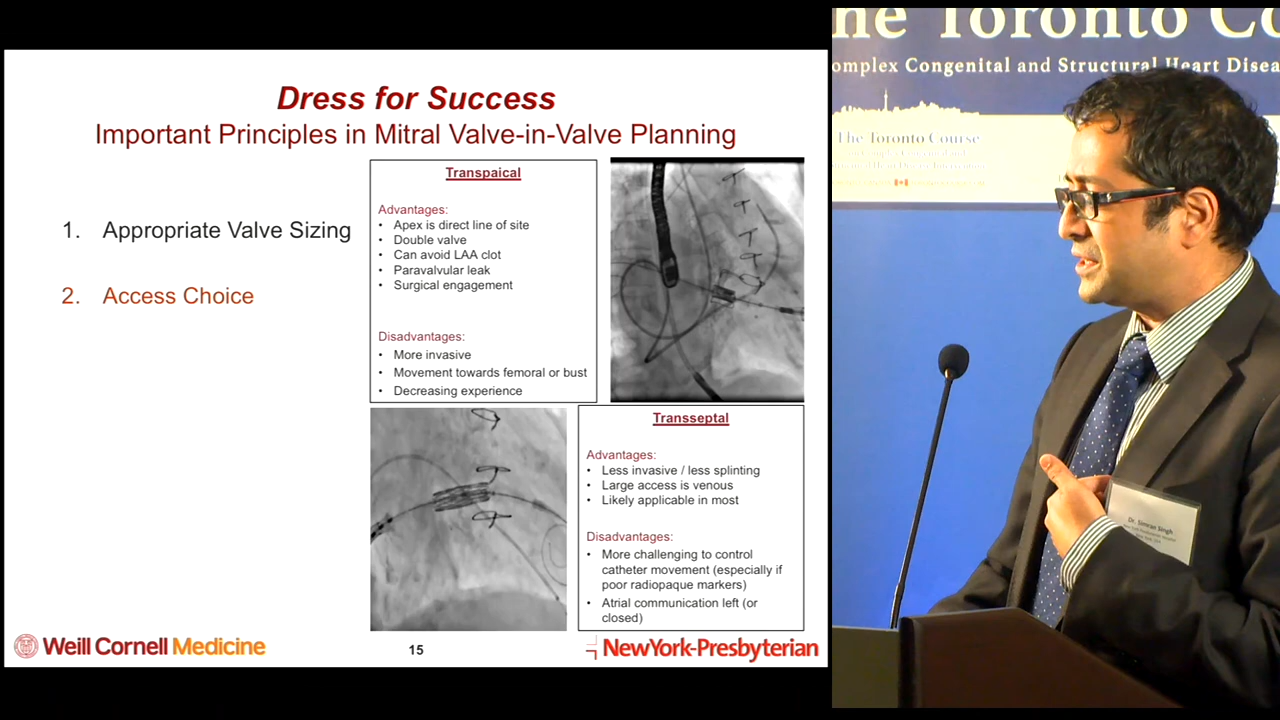 Dress for Success
Important Principles in Mitral Valve-in-Valve Planning
1. Appropriate Valve Sizing
2. Access Choice
Transpaical
Advantages:
• Apex is direct line of site
• Double valve
• Can avoid LAA clot
• Paravalvular leak
• Surgical engagement
Disadvantages:
• More invasive
• Movement towards femoral or bust
• Decreasing experience
Transseptal
Advantages:
• Less invasive / less splinting
• Large access is venous
• Likely applicable in most
Disadvantages:
• More challenging to control
catheter movement (especially if
poor radiopaque markers)
• Atrial communication left (or
closed)
Weill Cornell Medicine
15
NewYork-Presbyterian
he Toronto Co
omplex Congenital and Structural Heart Disea
The Toronto Course
Dr. Simran Singh